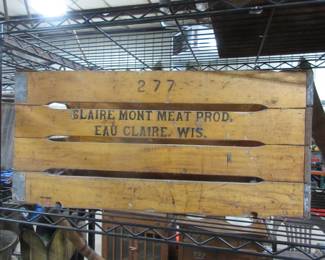 277
CLAIRE MONT MEAT PROD.
EAU CLAIRE, WIS.